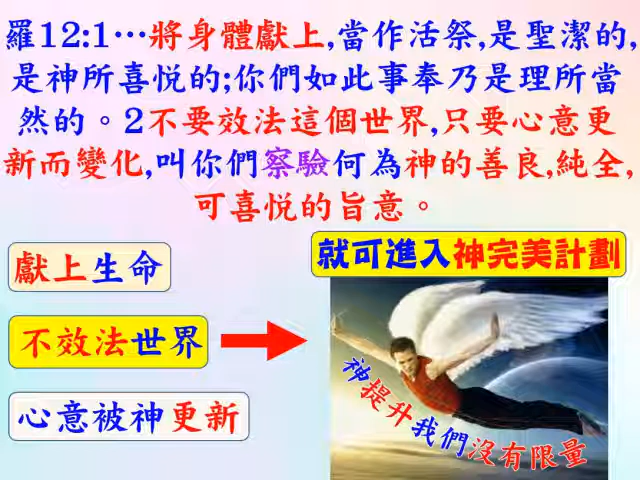 羅12:1…將身體獻上,當作活祭,是聖潔的,
是神所喜悅的;你們如此事奉乃是理所當
然的。2不要效法這個世界,只要心意更
新而變化,叫你們察驗何為神的善良,純全,
可喜悅的旨意。
就可進入神完美計劃
獻上生命
不效法世界
心意被神更新
神提升我們沒有限量